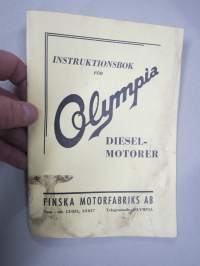 INSTRUKTIONSBOK
FÖR
Olympia
DIESEL-
MOTORER
FINSKA MOTORFABRIKS AB